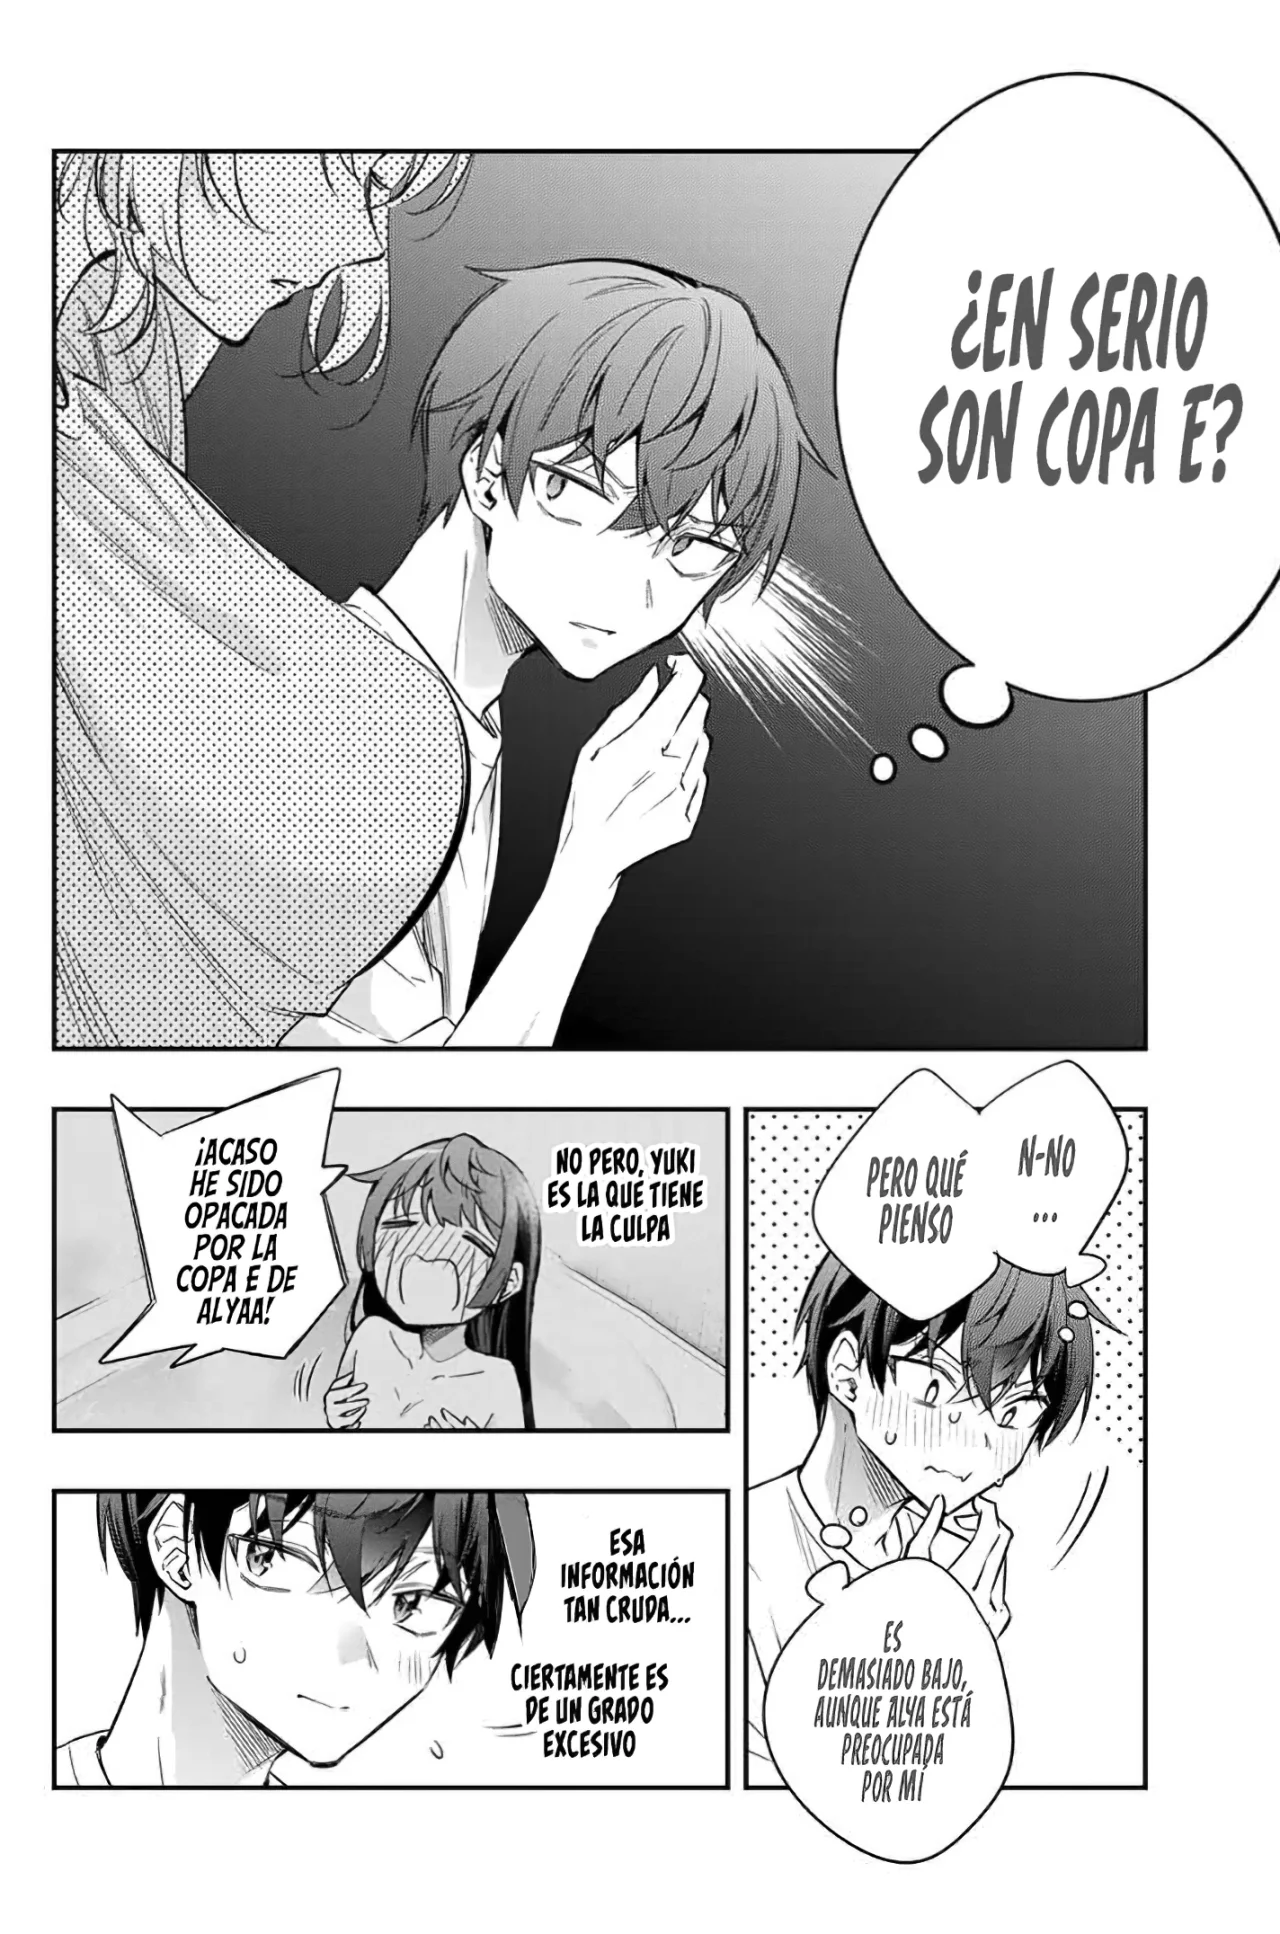 ¿EN SERIO
SON COPA E?
N-NO
...
PERO QUÉ
PIENSO
ES
DEMASIADO BAJO,
AUNQUE ALYA ESTÁ
PREOCUPADA
POR MÍ
NO PERO, YUKI
ES LA QUE TIENE
LA CULPA
¡ACASO
HE SIDO
OPACADA
POR LA
COPA E DE
ALYAA!
ESA
INFORMACIÓN
TAN CRUDA...
CIERTAMENTE ES
DE UN GRADO
EXCESIVO